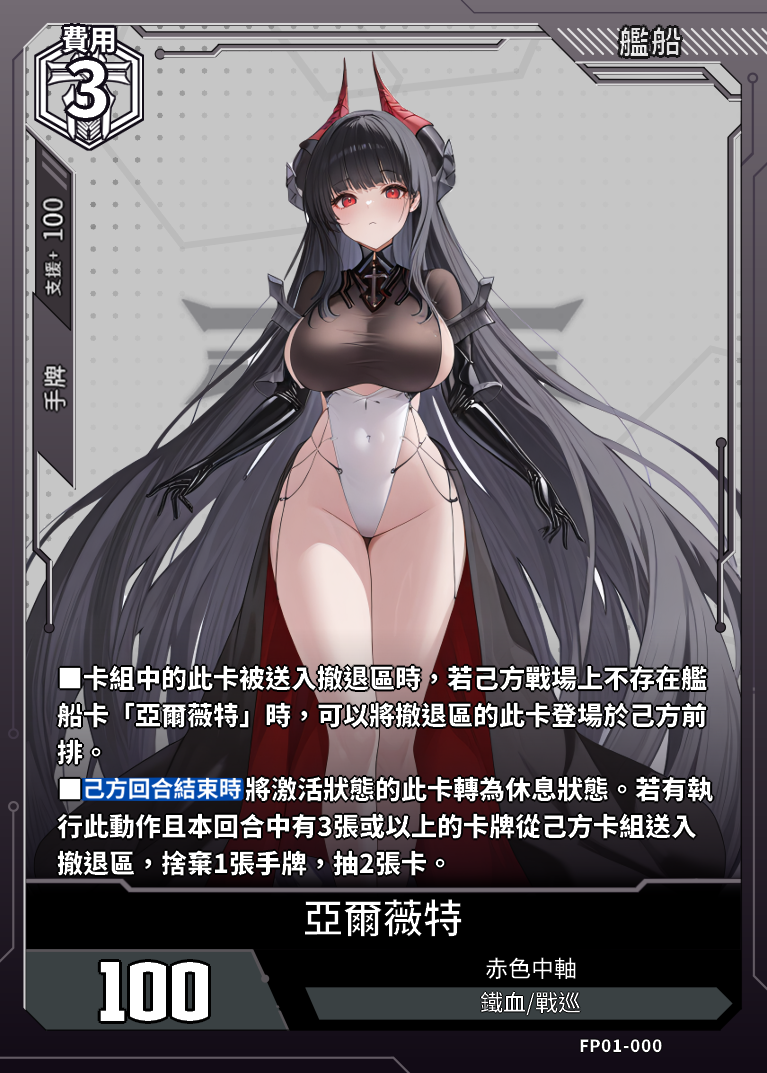 費用
3
艦船
支援+ 100
手牌
■卡組中的此卡被送入撤退區時，若己方戰場上不存在艦
船卡「亞爾薇特」時，可以將撤退區的此卡登場於己方前
排。
■己方回合結束時將激活狀態的此卡轉為休息狀態。若有執
行此動作且本回合中有3張或以上的卡牌從己方卡組送入
撤退區，捨棄1張手牌，抽2張卡。
亞爾薇特
100
赤色中軸
鐵血/戰巡
FP01-000